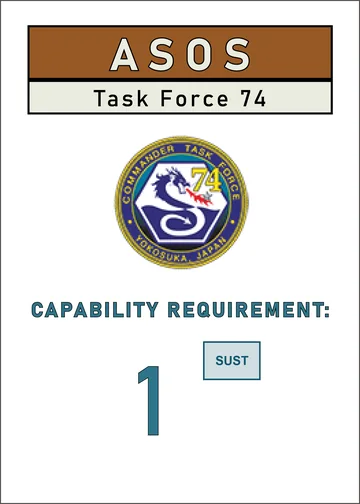 ASOS
Task Force 74
COMMANDER TASK FORCE
74
YOKOSUKA, JAPAN
CAPABILITY REQUIREMENT:
1
SUST